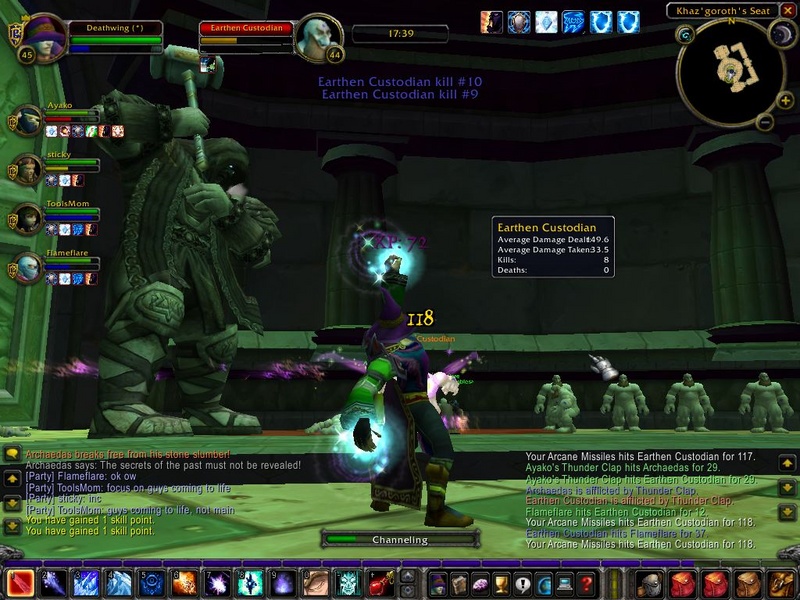 Deathwing (*)
45
Earthen Custodian
44
17:39
Khaz'goroth's Seat
N
Earthen Custodian kill #10
Earthen Custodian kill #9
Ayako
sticky
ToolsMom
Flameflare
72
Earthen Custodian
Average Damage Dealt:49.6
Average Damage Taken:33.5
Kills: 8
Deaths: 0
118
Custodian
Archaedas breaks free from his stone slumber!
Archaedas says: The secrets of the past must not be revealed!
[Party] Flameflare: ok ow
[Party] ToolsMom: focus on guys coming to life
[Party] sticky: inc
[Party] ToolsMom: guys coming to life, not main
You have gained 1 skill point.
You have gained 1 skill point.
Your Arcane Missiles hits Earthen Custodian for 117.
Ayako's Thunder Clap hits Archaedas for 29.
Ayako's Thunder Clap hits Earthen Custodian for 29.
Archaedas is afflicted by Thunder Clap.
Earthen Custodian is afflicted by Thunder Clap.
Flameflare hits Earthen Custodian for 12.
Your Arcane Missiles hits Earthen Custodian for 118.
Earthen Custodian hits Flameflare for 37.
Your Arcane Missiles hits Earthen Custodian for 118.
Channeling